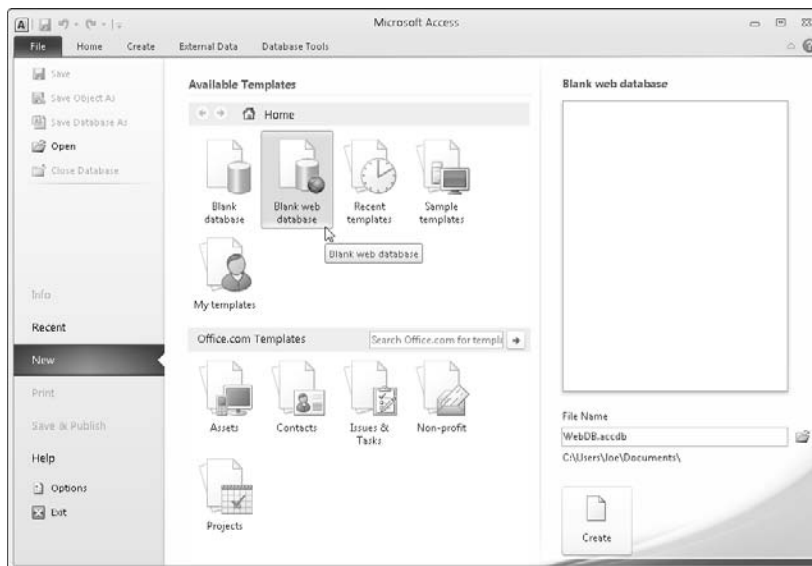 Microsoft Access
File Home Create External Data Database Tools
Save
Save Object As
Save Database As
Open
Close Database
Info
Recent
New
Print
Save & Publish
Help
Options
Exit
Available Templates
Home
Blank database
Blank web database
Recent templates
Sample templates
Blank web database
My templates
Office.com Templates
Search Office.com for templ
Assets
Contacts
Issues & Tasks
Non-profit
Projects
Blank web database
File Name
WebDB.accdb
C:\Users\Joe\Documents\
Create